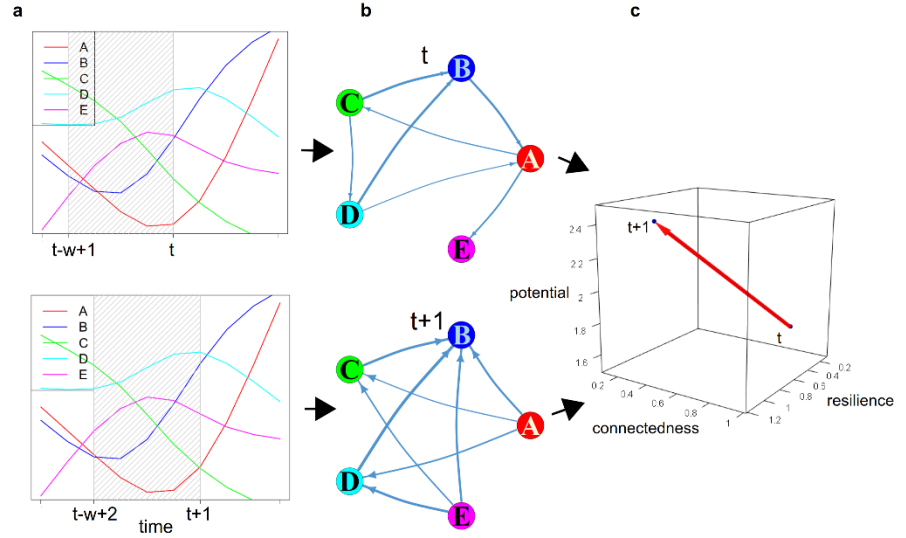 a
b
c
A
B
C
D
E
t-w+1
t
t
B
C
A
D
E
A
B
C
D
E
t-w+2
t+1
time
t+1
B
C
A
D
E
2.4
2.2
2
1.8
1.6
potential
t+1
t
0.2
0.4
0.6
0.8
1
connectedness
0.2
0.4
0.6
0.8
1
1.2
resilience